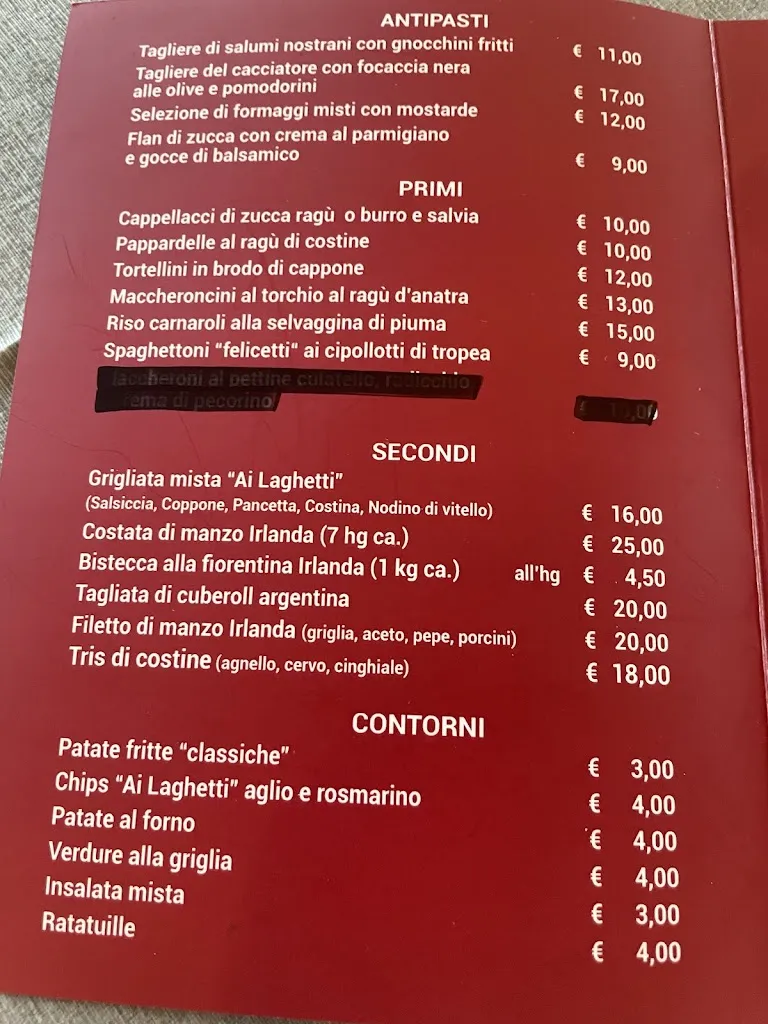 ANTIPASTI
Tagliere di salumi nostrani con gnocchini fritti € 11,00
Tagliere del cacciatore con focaccia nera
alle olive e pomodorini € 17,00
Selezione di formaggi misti con mostarde € 12,00
Flan di zucca con crema al parmigiano
e gocce di balsamico € 9,00
PRIMI
Cappellacci di zucca ragù o burro e salvia € 10,00
Pappardelle al ragù di costine € 10,00
Tortellini in brodo di cappone € 12,00
Maccheroncini al torchio al ragù d'anatra € 13,00
Riso carnaroli alla selvaggina di piuma € 15,00
Spaghettoni "felicetti" ai cipollotti di tropea € 9,00
al pettine culatello, radicchio
di pecorino €
SECONDI
Grigliata mista "Ai Laghetti"
(Salsiccia, Coppone, Pancetta, Costina, Nodino di vitello) € 16,00
Costata di manzo Irlanda (7 hg ca.) € 25,00
Bistecca alla fiorentina Irlanda (1 kg ca.) all'hg € 4,50
Tagliata di cuberoll argentina € 20,00
Filetto di manzo Irlanda (griglia, aceto, pepe, porcini) € 20,00
Tris di costine (agnello, cervo, cinghiale) € 18,00
CONTORNI
Patate fritte "classiche" € 3,00
Chips "Ai Laghetti" aglio e rosmarino € 4,00
Patate al forno € 4,00
Verdure alla griglia € 4,00
Insalata mista € 3,00
Ratatuille € 4,00